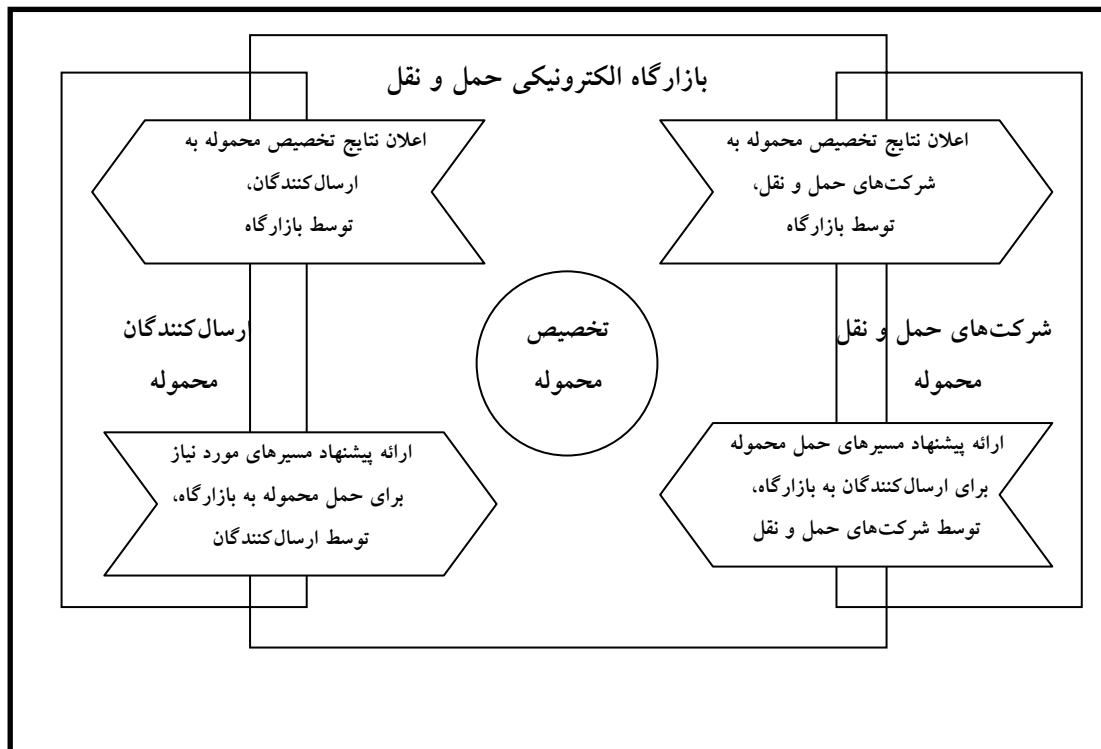 بازارگاه الکترونیکی حمل و نقل
اعلان نتایج تخصیص محموله به
شرکت‌های حمل و نقل،
توسط بازارگاه
اعلان نتایج تخصیص محموله به
ارسال‌کنندگان،
توسط بازارگاه
شرکت‌های حمل و نقل
محموله
تخصیص
محموله
ارسال‌کنندگان
محموله
ارائه پیشنهاد مسیرهای حمل محموله
برای ارسال‌کنندگان به بازارگاه،
توسط شرکت‌های حمل و نقل
ارائه پیشنهاد مسیرهای مورد نیاز
برای حمل محموله به بازارگاه،
توسط ارسال‌کنندگان